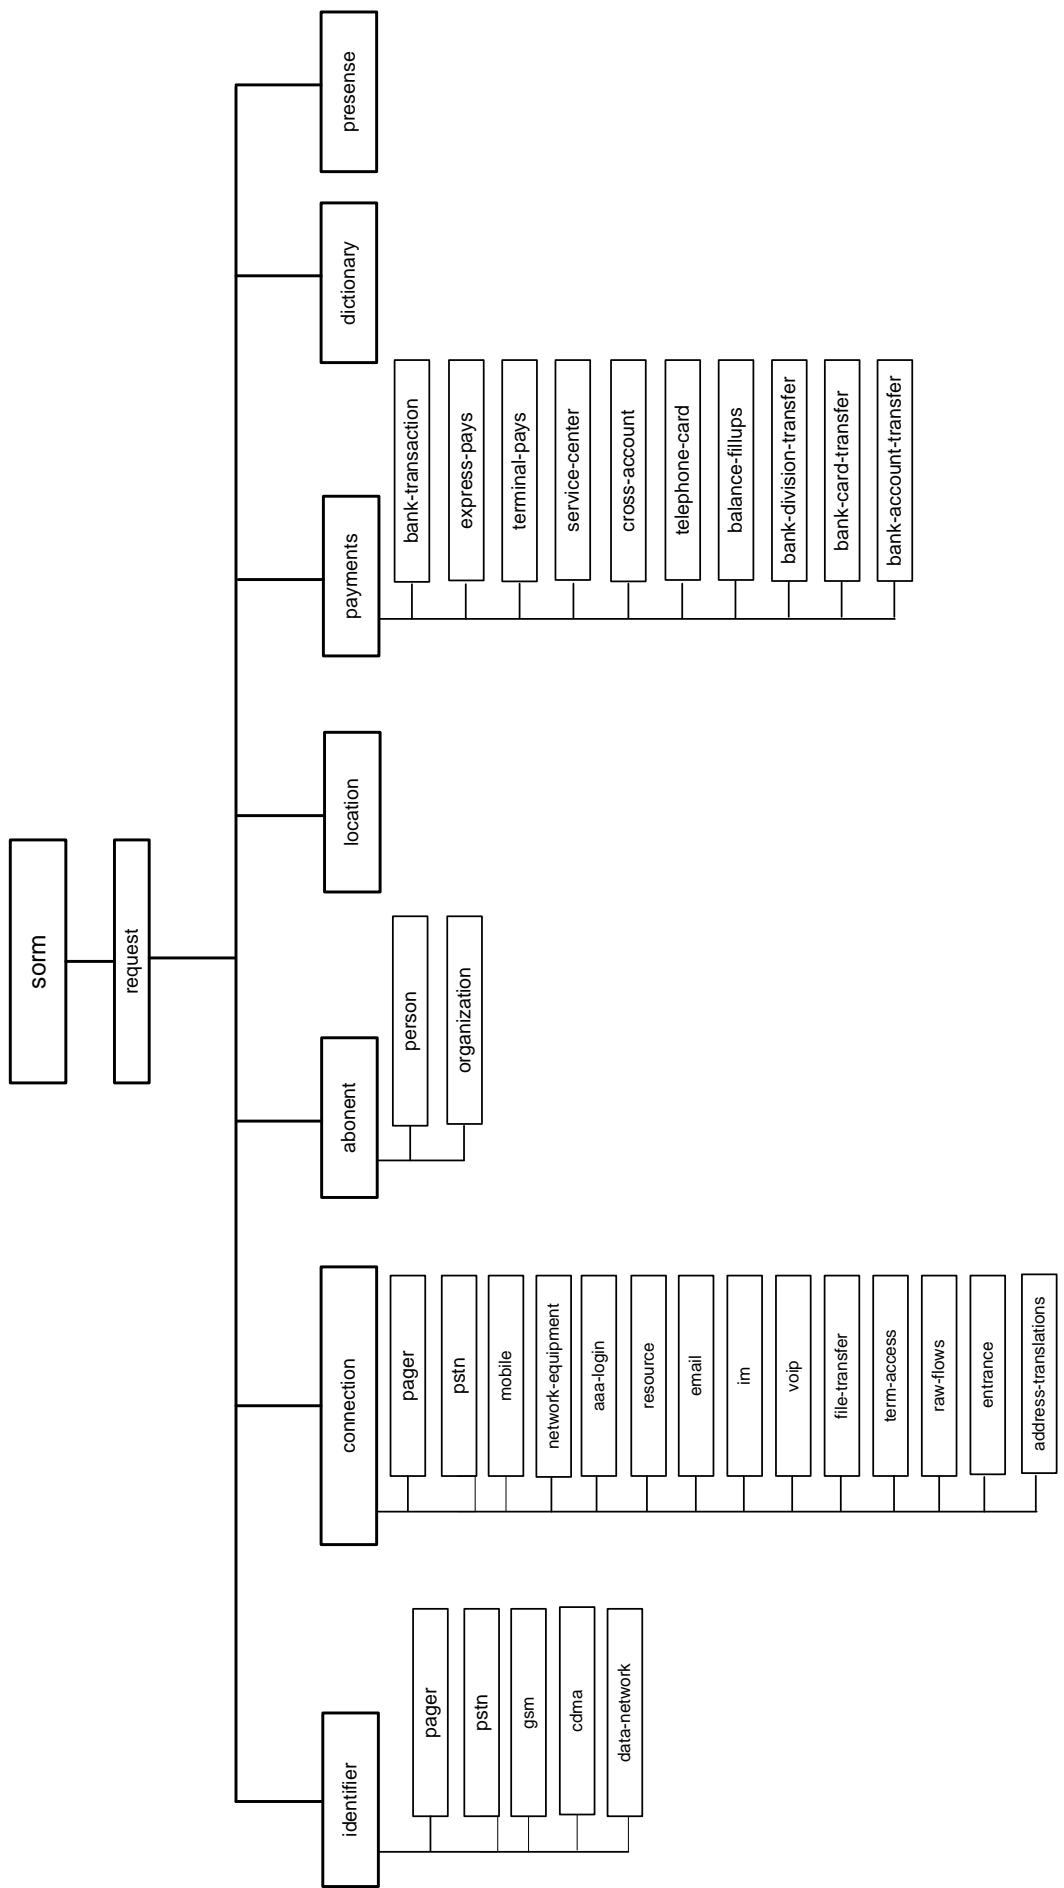 sorm
request
identifier
pager
pstn
gsm
cdma
data-network
connection
pager
pstn
mobile
network-equipment
aaa-login
resource
email
im
voip
file-transfer
term-access
raw-flows
entrance
address-translations
abonent
person
organization
location
payments
bank-transaction
express-pays
terminal-pays
service-center
cross-account
telephone-card
balance-fillups
bank-division-transfer
bank-card-transfer
bank-account-transfer
dictionary
presense